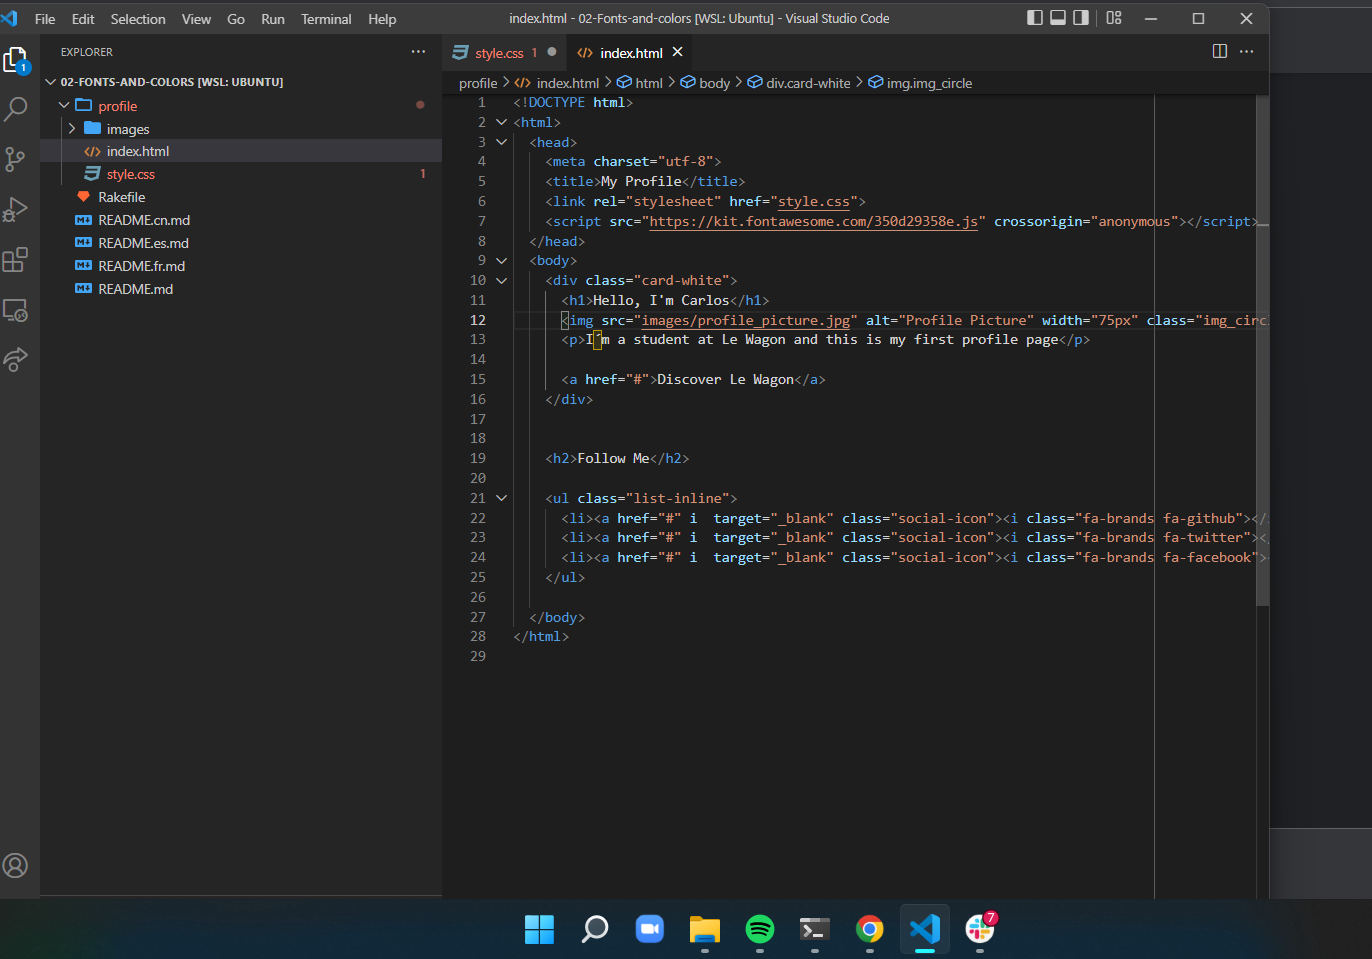 File Edit Selection View Go Run Terminal Help
index.html - 02-Fonts-and-colors [WSL: Ubuntu] - Visual Studio Code
EXPLORER
1
02-FONTS-AND-COLORS [WSL: UBUNTU]
profile
images
index.html
style.css 1
Rakefile
README.cn.md
README.es.md
README.fr.md
README.md
style.css 1
index.html
profile > index.html > html > body > div.card-white > img.img_circle
1 <!DOCTYPE html>
2 <html>
3 <head>
4 <meta charset="utf-8">
5 <title>My Profile</title>
6 <link rel="stylesheet" href="style.css">
7 <script src="https://kit.fontawesome.com/350d29358e.js" crossorigin="anonymous"></script>
8 </head>
9 <body>
10 <div class="card-white">
11 <h1>Hello, I'm Carlos</h1>
12 <img src="images/profile_picture.jpg" alt="Profile Picture" width="75px" class="img_circ
13 <p>I´m a student at Le Wagon and this is my first profile page</p>
14
15 <a href="#">Discover Le Wagon</a>
16 </div>
17
18
19 <h2>Follow Me</h2>
20
21 <ul class="list-inline">
22 <li><a href="#" i  target="_blank" class="social-icon"><i class="fa-brands fa-github"></
23 <li><a href="#" i  target="_blank" class="social-icon"><i class="fa-brands fa-twitter"><
24 <li><a href="#" i  target="_blank" class="social-icon"><i class="fa-brands fa-facebook">
25 </ul>
26
27 </body>
28 </html>
29
7